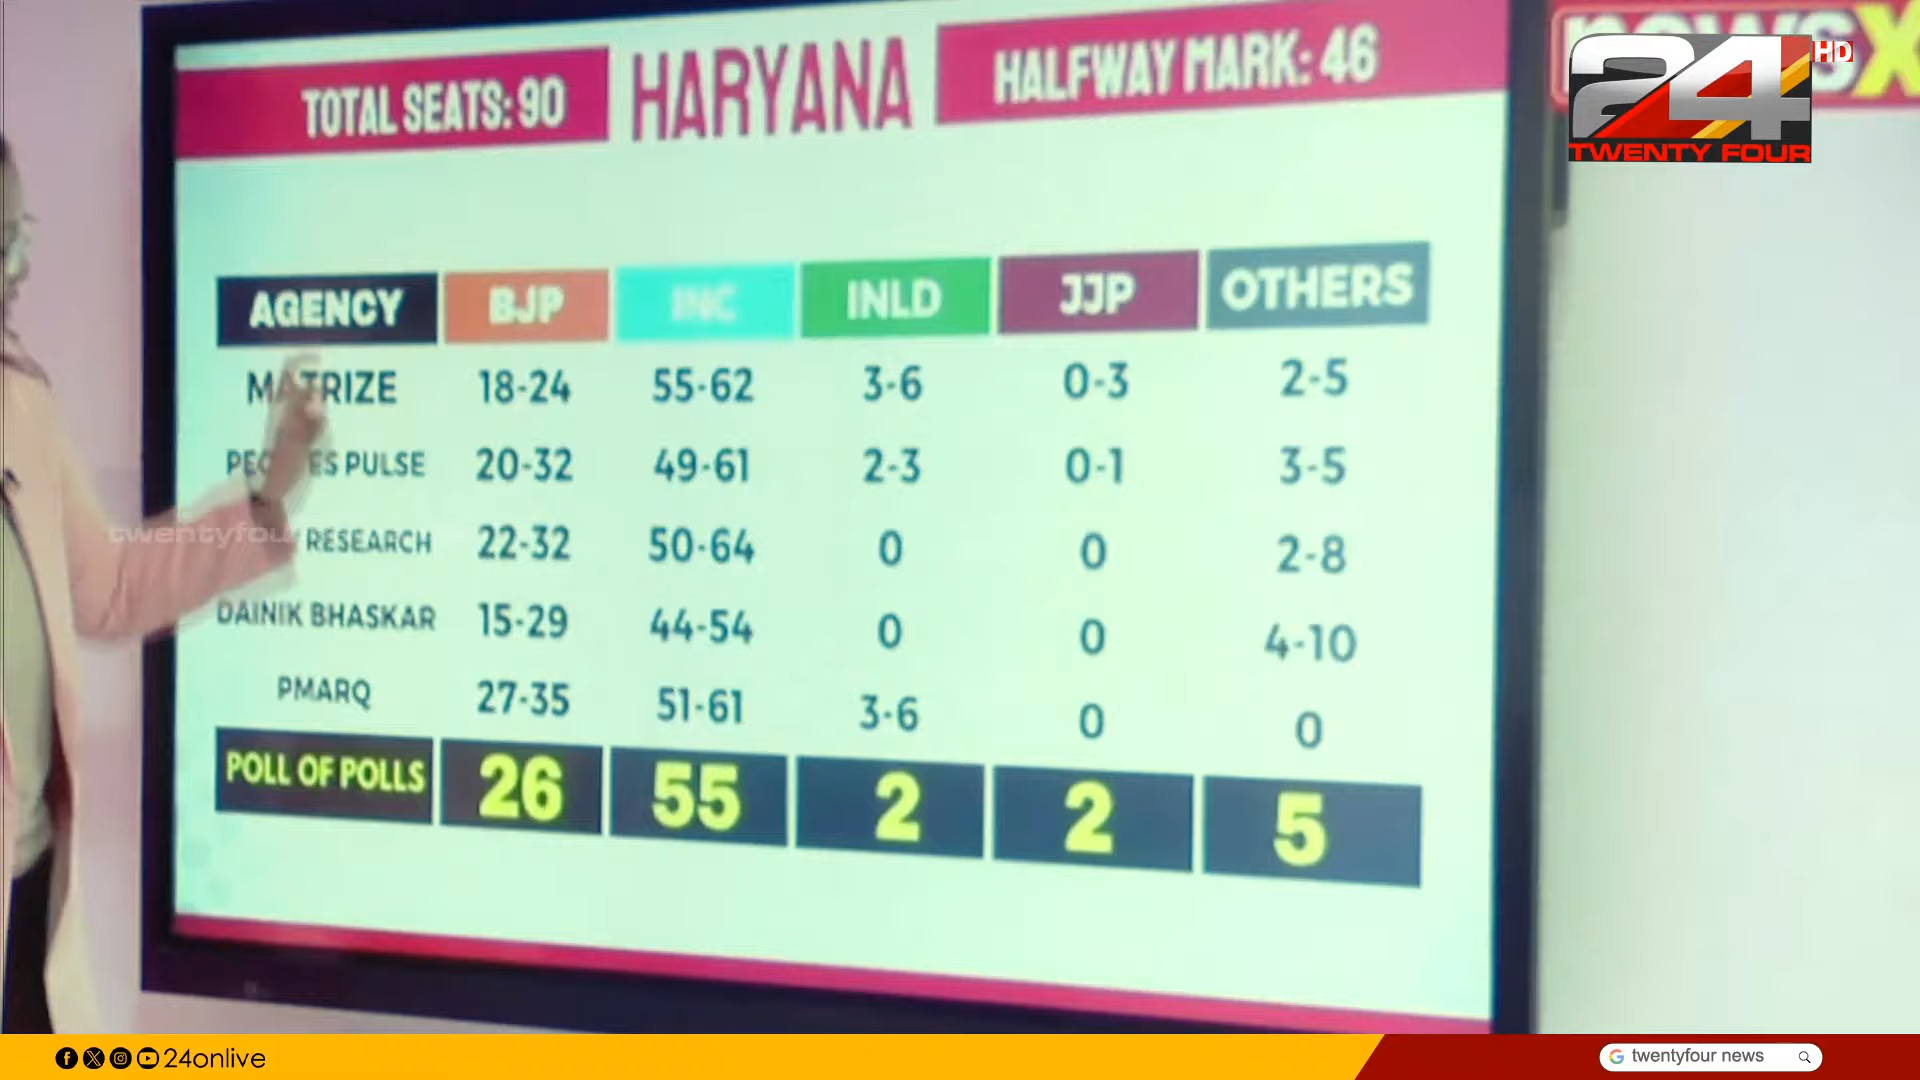 TOTAL SEATS: 90 HARYANA HALFWAY MARK: 46
newsX
24 HD
TWENTY FOUR
AGENCY BJP INC INLD JJP OTHERS
MATRIZE 18-24 55-62 3-6 0-3 2-5
PULSE 20-32 49-61 2-3 0-1 3-5
RESEARCH 22-32 50-64 0 0 2-8
twentyfour
DAINIK BHASKAR 15-29 44-54 0 0 4-10
PMARQ 27-35 51-61 3-6 0 0
POLL OF POLLS 26 55 2 2 5
24onlive
twentyfour news